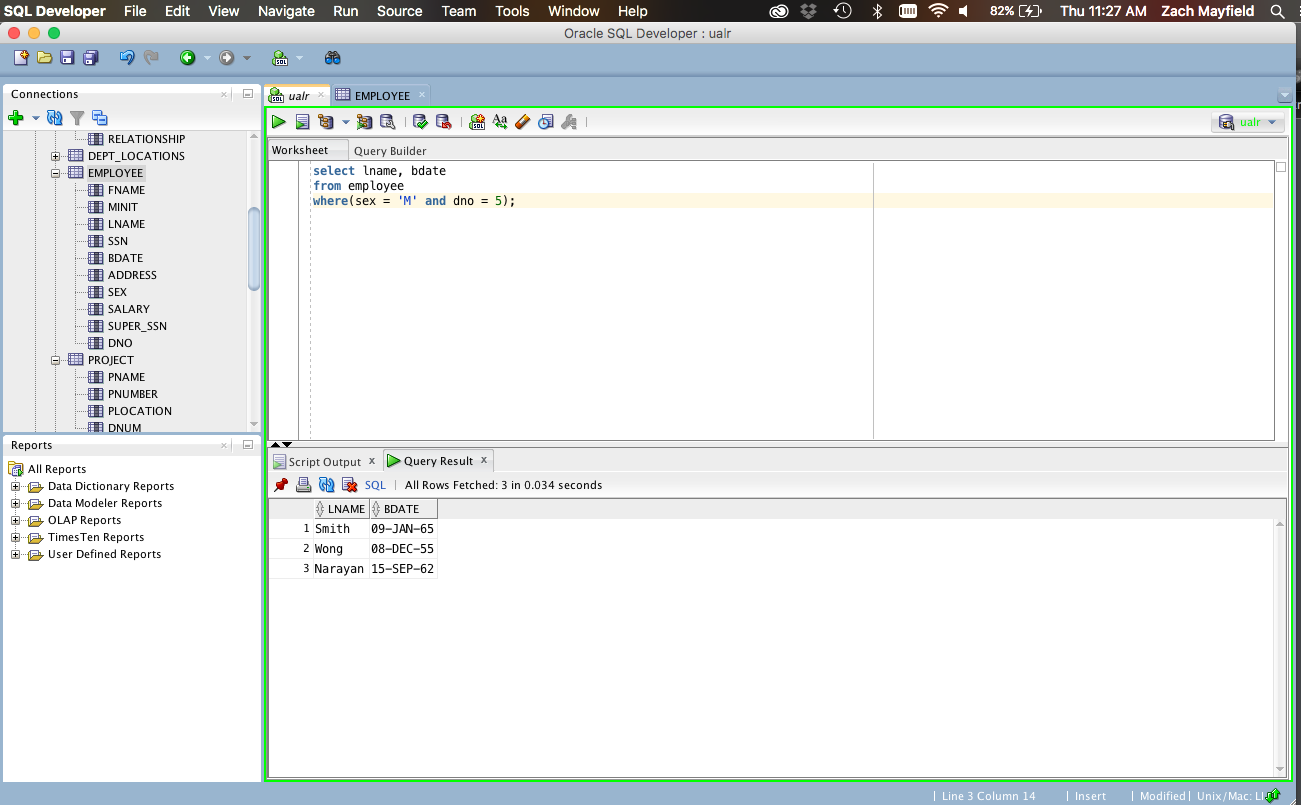 SQL Developer File Edit View Navigate Run Source Team Tools Window Help 82% Thu 11:27 AM Zach Mayfield
Oracle SQL Developer : ualr
Connections
RELATIONSHIP
DEPT_LOCATIONS
EMPLOYEE
FNAME
MINIT
LNAME
SSN
BDATE
ADDRESS
SEX
SALARY
SUPER_SSN
DNO
PROJECT
PNAME
PNUMBER
PLOCATION
DNUM
Reports
All Reports
Data Dictionary Reports
Data Modeler Reports
OLAP Reports
TimesTen Reports
User Defined Reports
ualr EMPLOYEE
ualr
Worksheet Query Builder
select lname, bdate
from employee
where(sex = 'M' and dno = 5);
Script Output x Query Result x
SQL | All Rows Fetched: 3 in 0.034 seconds
LNAME BDATE
1 Smith 09-JAN-65
2 Wong 08-DEC-55
3 Narayan 15-SEP-62
| Line 3 Column 14 | Insert | Modified | Unix/Mac: